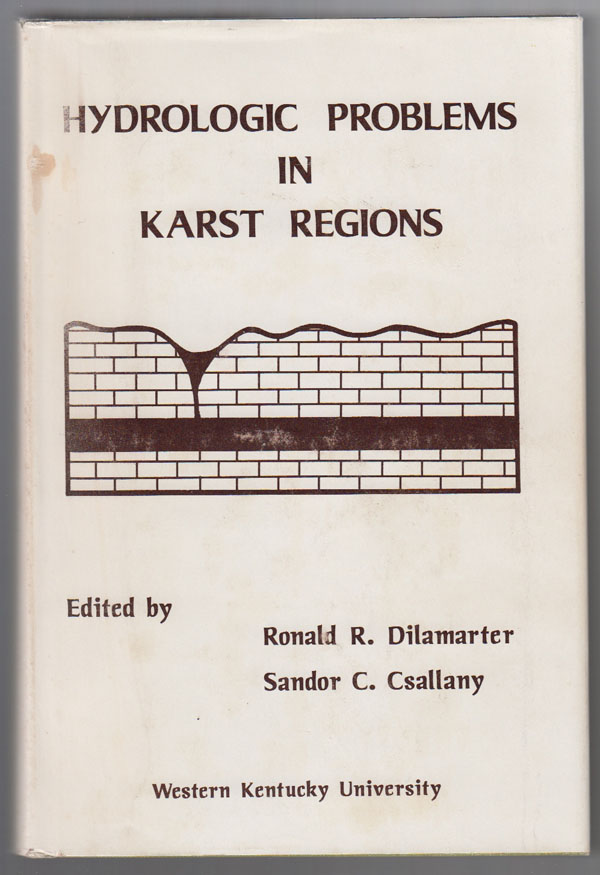 HYDROLOGIC PROBLEMS
IN
KARST REGIONS
Edited by
Ronald R. Dilamarter
Sandor C. Csallany
Western Kentucky University